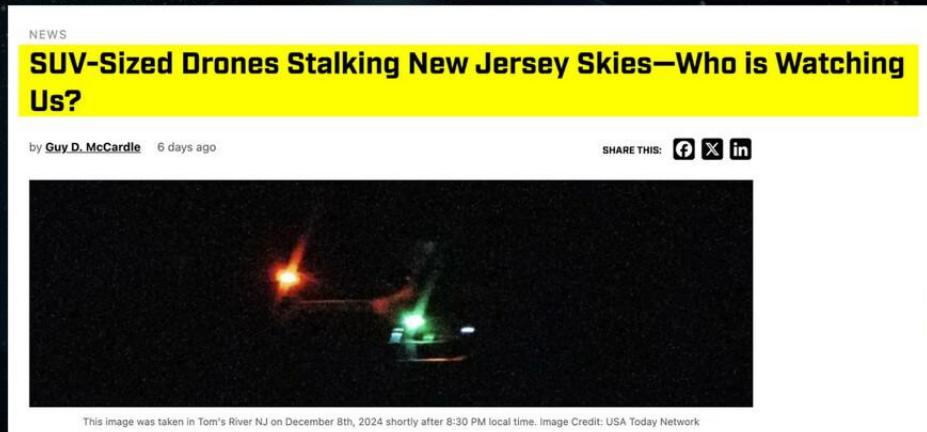 NEWS
SUV-Sized Drones Stalking New Jersey Skies—Who is Watching
Us?
by Guy D. McCardle 6 days ago
SHARE THIS:
This image was taken in Tom's River NJ on December 8th, 2024 shortly after 8:30 PM local time. Image Credit: USA Today Network